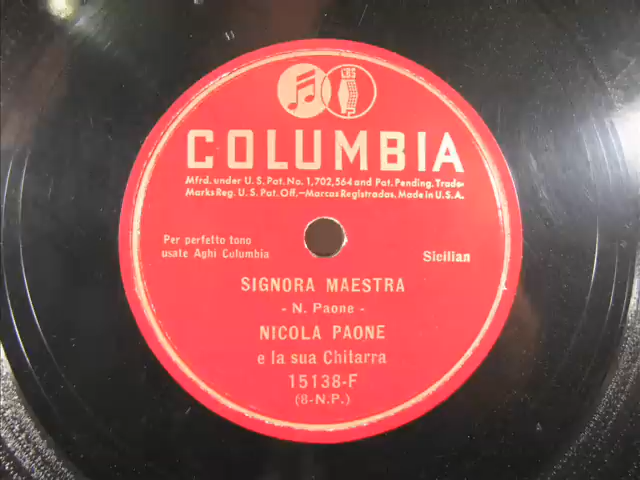 CBS
COLUMBIA
Mfrd. under U.S. Pat. No. 1,702,564 and Pat. Pending. Trade-
Marks Reg. U.S. Pat. Off.—Marcas Registradas. Made in U.S.A.
Per perfetto tono
usate Aghi Columbia
Sicilian
SIGNORA MAESTRA
- N. Paone -
NICOLA PAONE
e la sua Chitarra
15138-F
(8-N.P.)